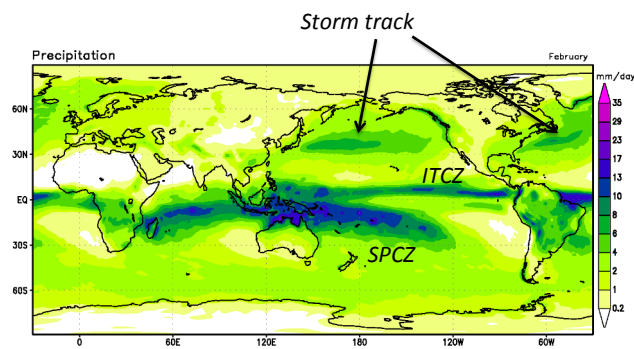 Storm track
Precipitation
February
mm/day
35
29
23
17
13
10
8
6
4
2
1
0.2
60N
30N
EQ
30S
60S
ITCZ
SPCZ
0
60E
120E
180
120W
60W